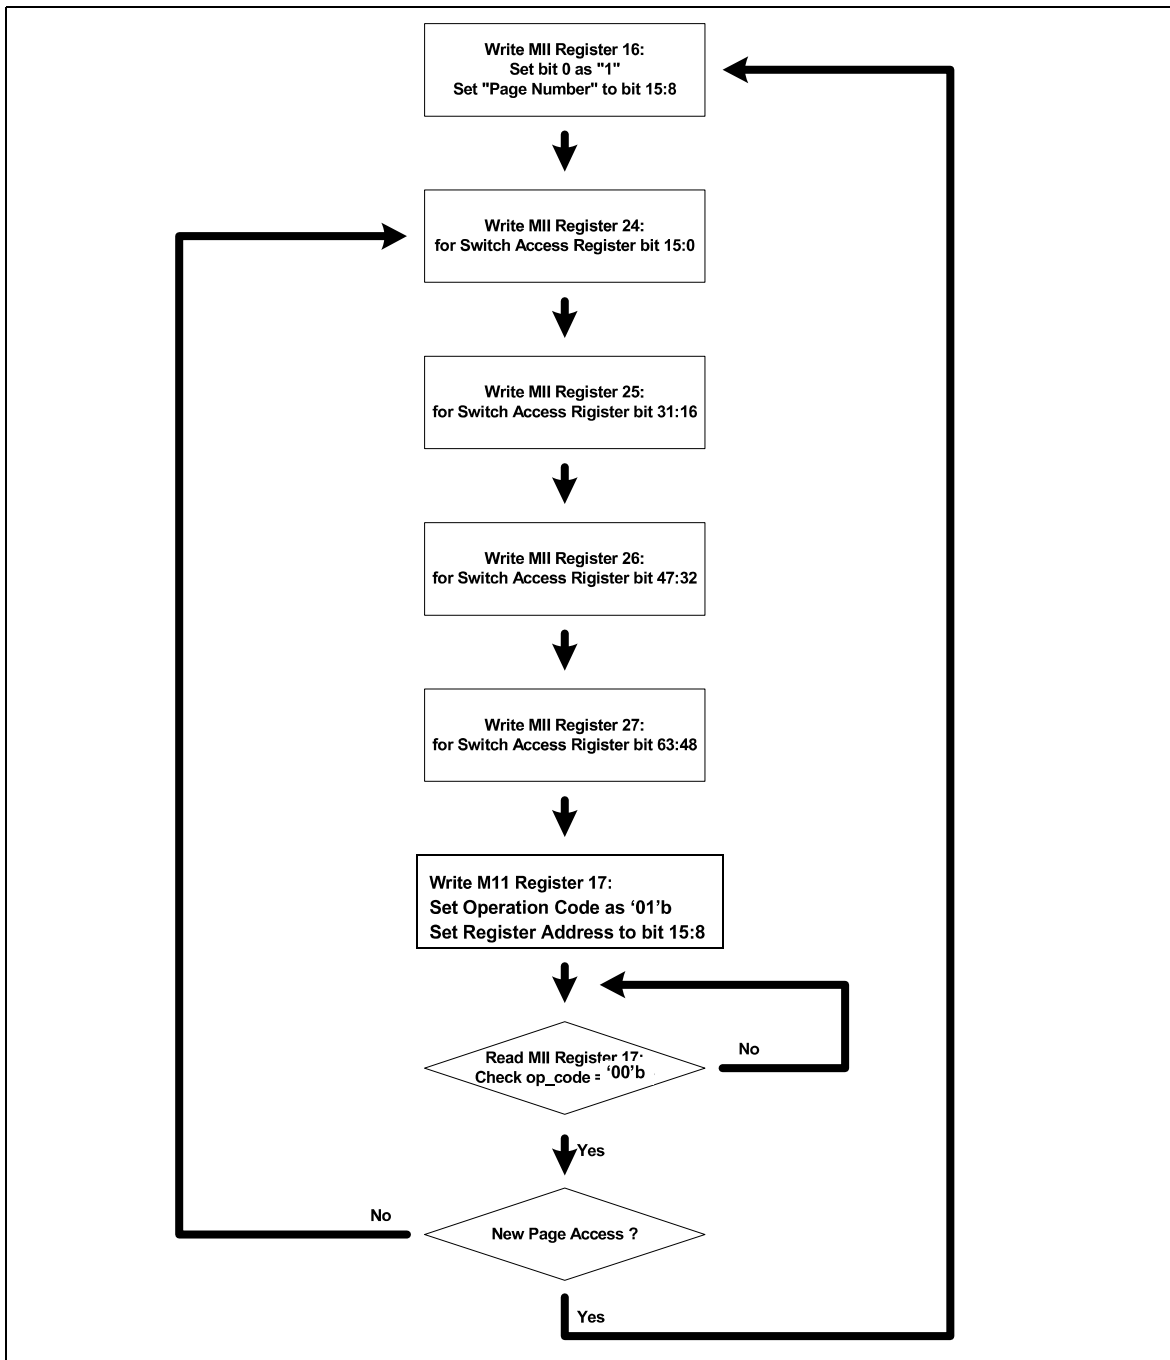 Write MII Register 16:
Set bit 0 as "1"
Set "Page Number" to bit 15:8
Write MII Register 24:
for Switch Access Register bit 15:0
Write MII Register 25:
for Switch Access Rigister bit 31:16
Write MII Register 26:
for Switch Access Rigister bit 47:32
Write MII Register 27:
for Switch Access Rigister bit 63:48
Write M11 Register 17:
Set Operation Code as ‘01’b
Set Register Address to bit 15:8
Read MII Register 17:
Check op_code = ‘00’b
No
Yes
New Page Access ?
No
Yes